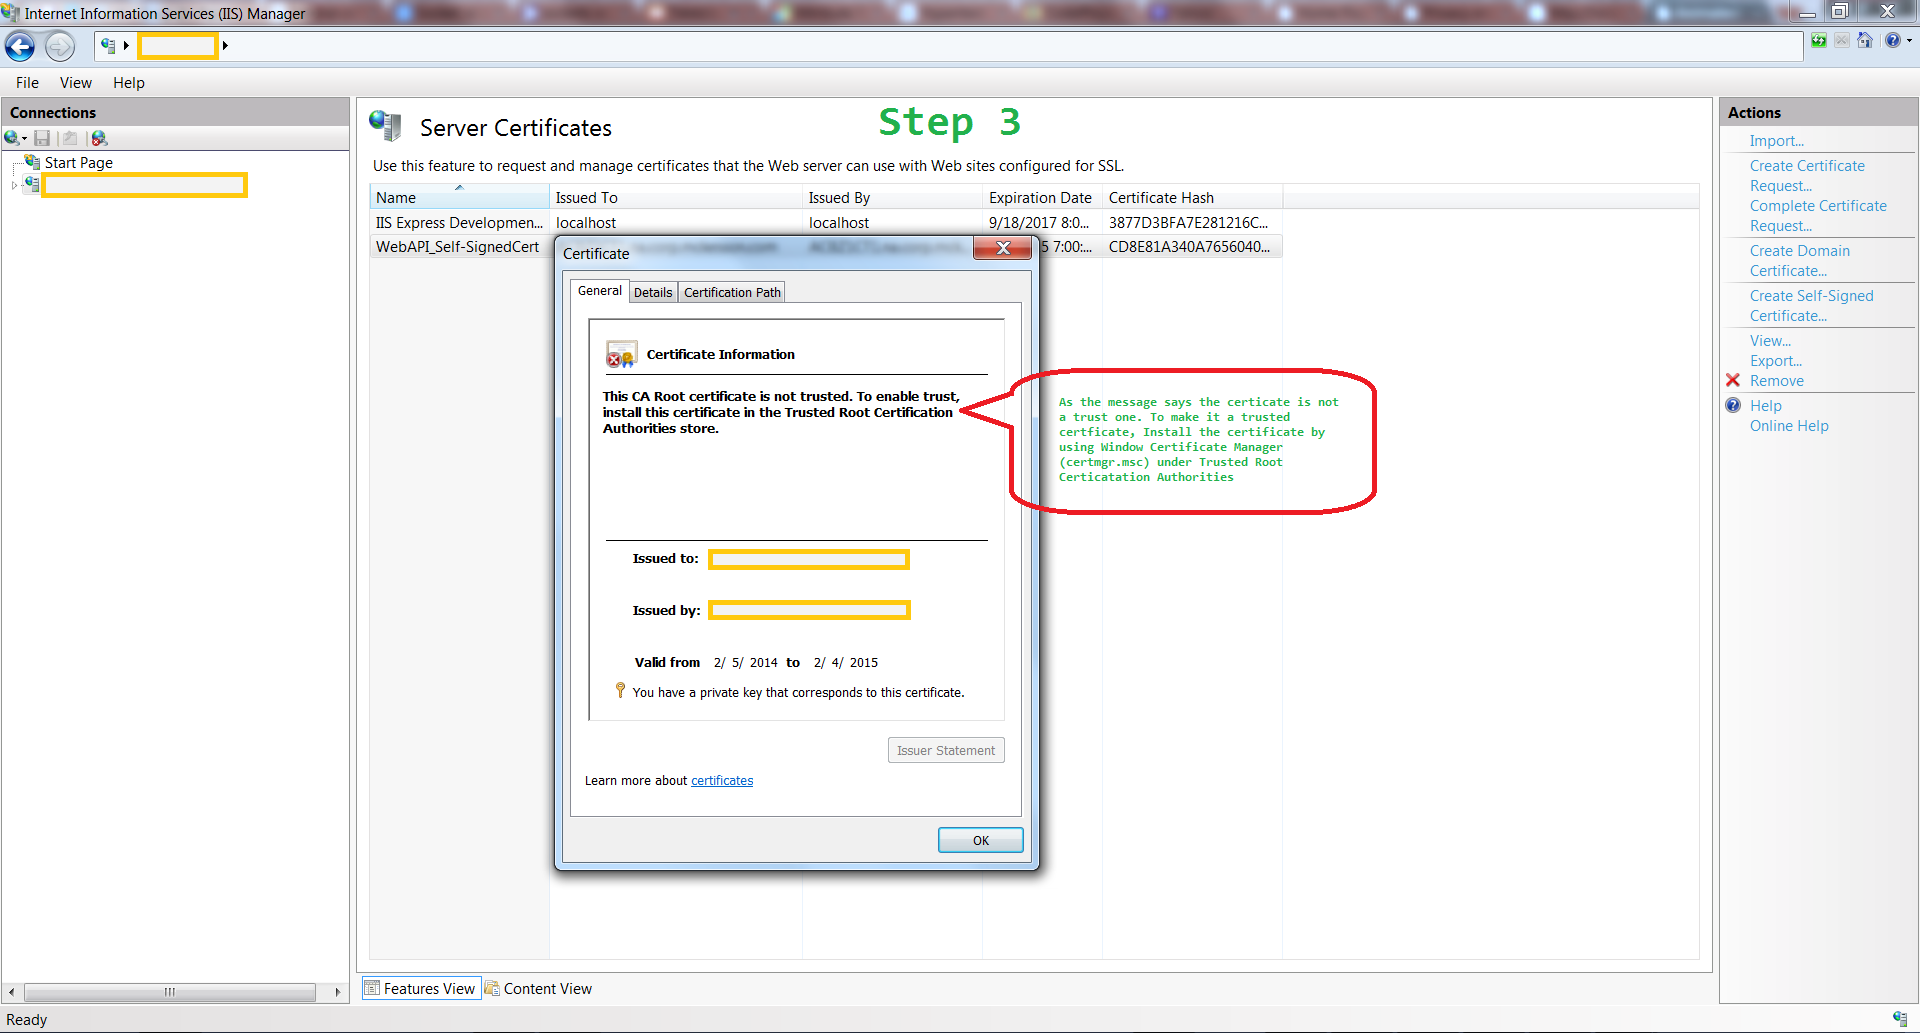 Internet Information Services (IIS) Manager
File View Help
Connections
Start Page
Server Certificates
Step 3
Use this feature to request and manage certificates that the Web server can use with Web sites configured for SSL.
Name Issued To Issued By Expiration Date Certificate Hash
IIS Express Developmen... localhost localhost 9/18/2017 8:0... 3877D3BFA7E281216C...
WebAPI_Self-SignedCert 5 7:00:... CD8E81A340A7656040...
Certificate
General Details Certification Path
Certificate Information
This CA Root certificate is not trusted. To enable trust,
install this certificate in the Trusted Root Certification
Authorities store.
As the message says the certicate is not
a trust one. To make it a trusted
certficate, Install the certificate by
using Window Certificate Manager
(certmgr.msc) under Trusted Root
Certicatation Authorities
Issued to:
Issued by:
Valid from 2/ 5/ 2014 to 2/ 4/ 2015
You have a private key that corresponds to this certificate.
Issuer Statement
Learn more about certificates
OK
Features View Content View
Actions
Import...
Create Certificate
Request...
Complete Certificate
Request...
Create Domain
Certificate...
Create Self-Signed
Certificate...
View...
Export...
Remove
Help
Online Help
Ready